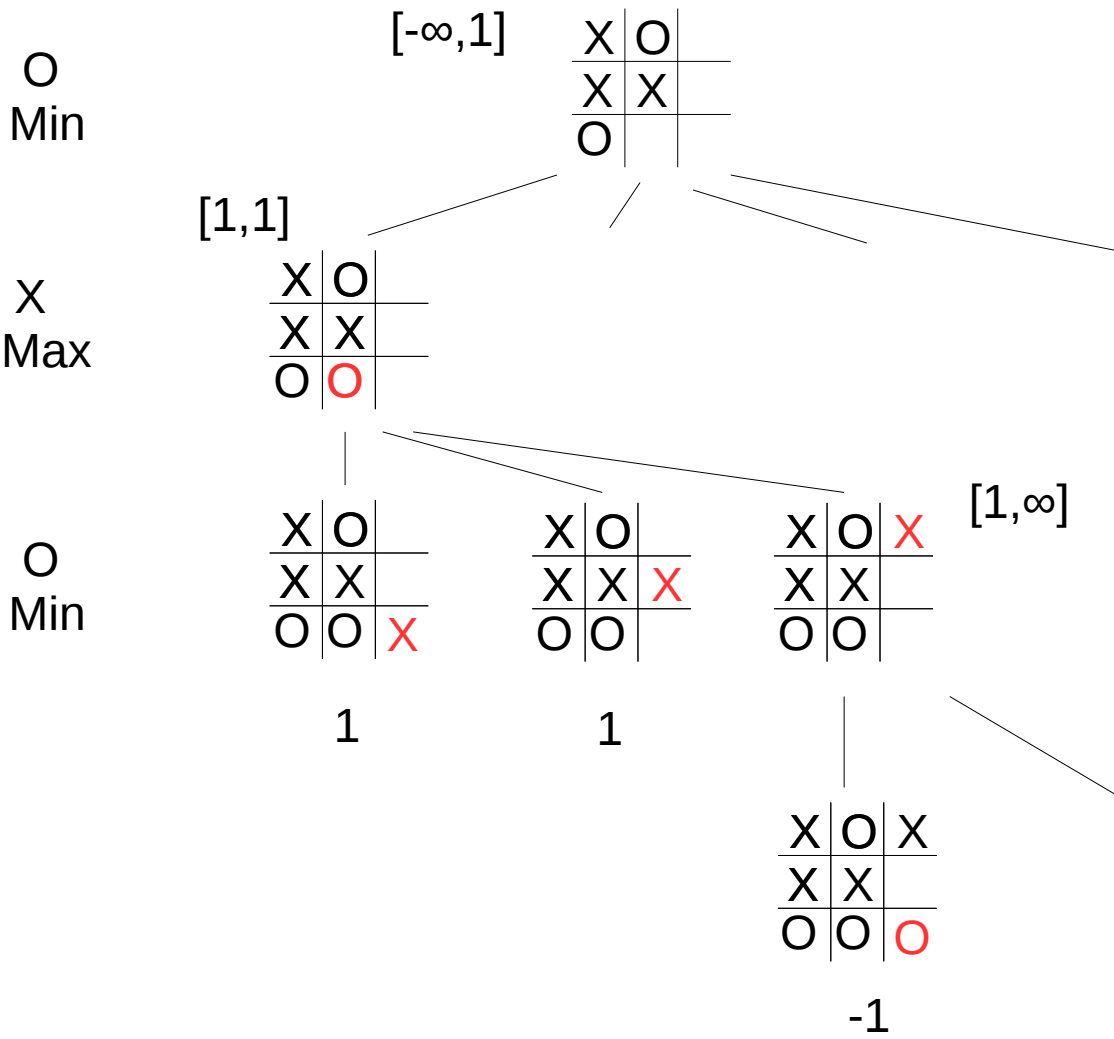 [-∞,1]
X O
O
Min
X X
O
[1,1]
X O
X
Max
X X
O O
[1,∞]
X O
X O
X O X
O
Min
X X
X X X
X X
O O X
O O
O O
1
1
X O X
X X
O O O
-1